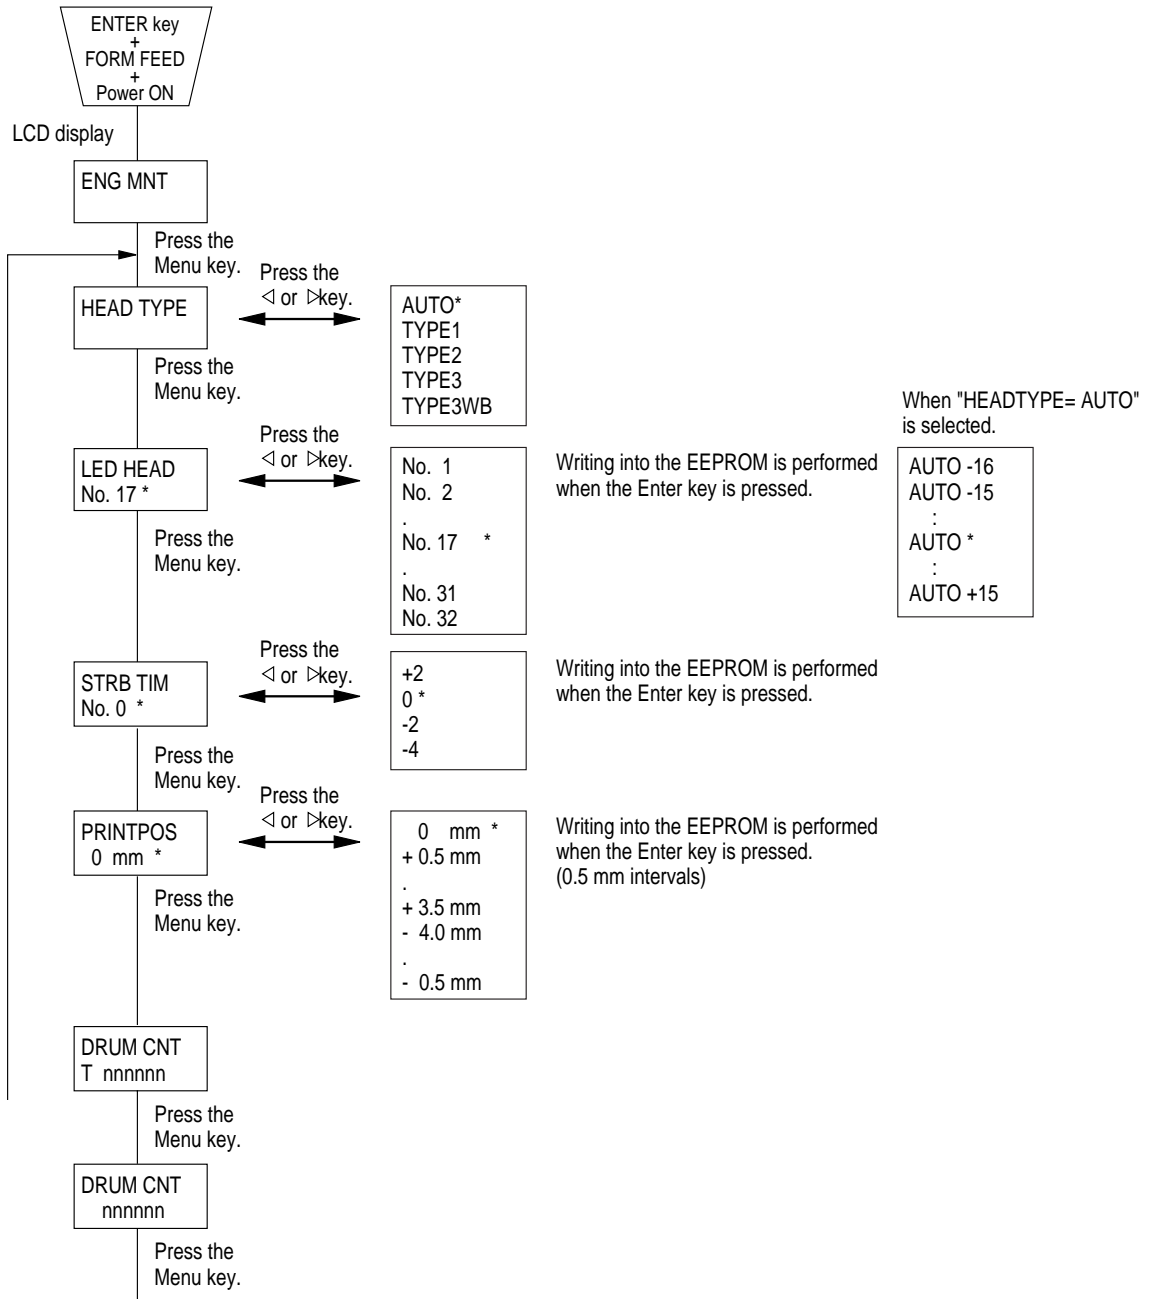 ENTER key
+
FORM FEED
+
Power ON
LCD display
ENG MNT
Press the
Menu key.
HEAD TYPE
Press the
◁ or ▷key.
AUTO*
TYPE1
TYPE2
TYPE3
TYPE3WB
Press the
Menu key.
When "HEADTYPE= AUTO"
is selected.
LED HEAD
No. 17 *
Press the
◁ or ▷key.
No. 1
No. 2
.
No. 17 *
.
No. 31
No. 32
Writing into the EEPROM is performed
when the Enter key is pressed.
AUTO -16
AUTO -15
:
AUTO *
:
AUTO +15
Press the
Menu key.
STRB TIM
No. 0 *
Press the
◁ or ▷key.
+2
0 *
-2
-4
Writing into the EEPROM is performed
when the Enter key is pressed.
Press the
Menu key.
PRINTPOS
0 mm *
Press the
◁ or ▷key.
0 mm *
+ 0.5 mm
.
+ 3.5 mm
- 4.0 mm
.
- 0.5 mm
Writing into the EEPROM is performed
when the Enter key is pressed.
(0.5 mm intervals)
Press the
Menu key.
DRUM CNT
T nnnnnn
Press the
Menu key.
DRUM CNT
nnnnnn
Press the
Menu key.